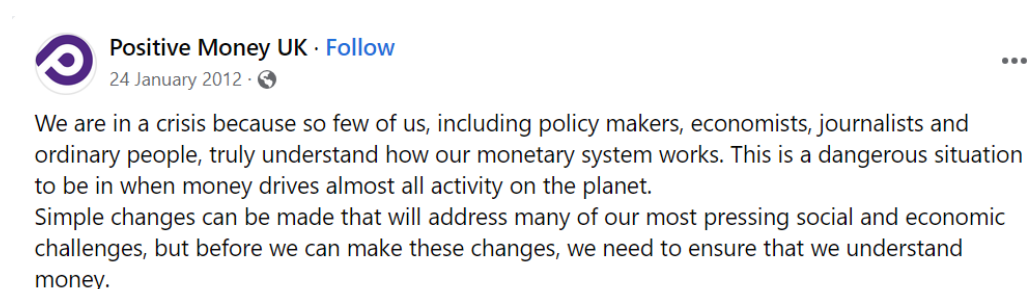 Positive Money UK · Follow
24 January 2012 ·
We are in a crisis because so few of us, including policy makers, economists, journalists and
ordinary people, truly understand how our monetary system works. This is a dangerous situation
to be in when money drives almost all activity on the planet.
Simple changes can be made that will address many of our most pressing social and economic
challenges, but before we can make these changes, we need to ensure that we understand
money.